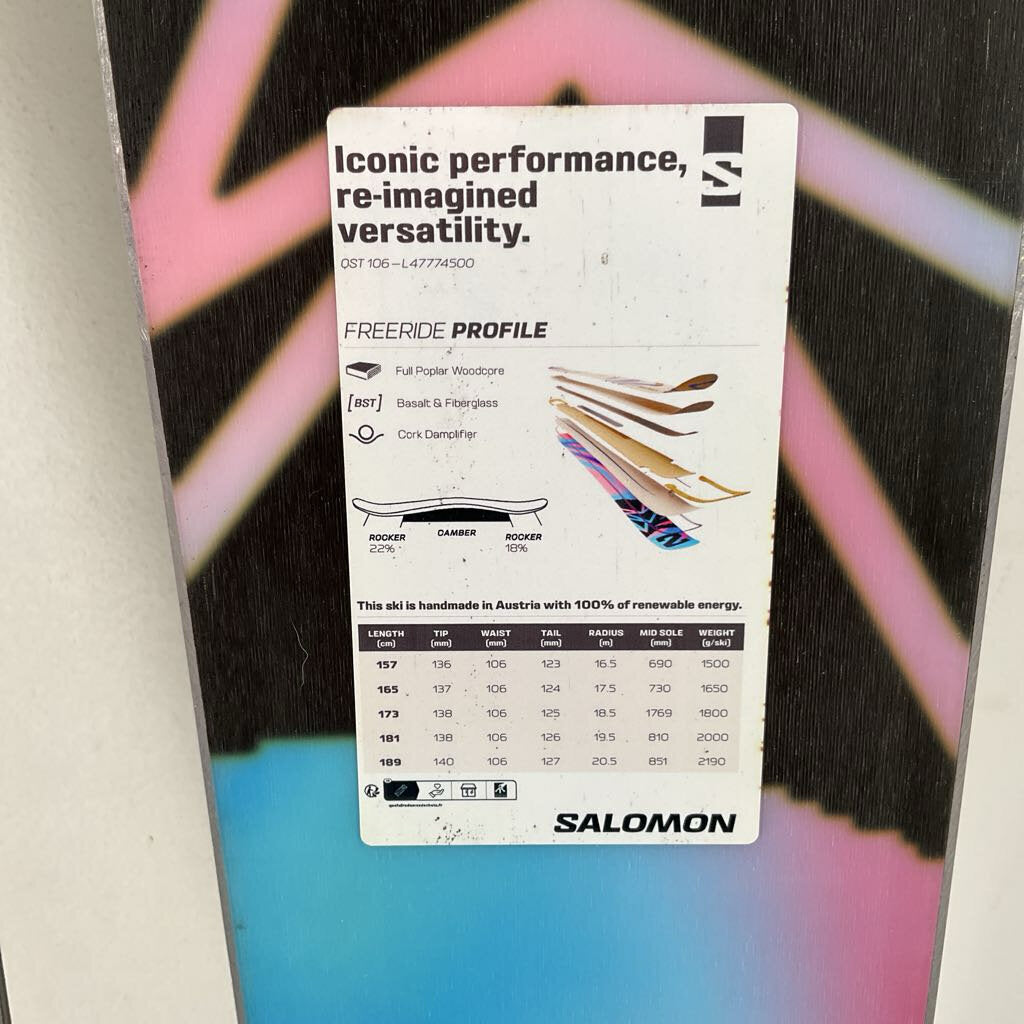 Iconic performance,
re-imagined
versatility.
QST 106 – L47774500
FREERIDE PROFILE
Full Poplar Woodcore
[BST] Basalt & Fiberglass
Cork Damplifier
CAMBER
ROCKER ROCKER
22% 18%
This ski is handmade in Austria with 100% of renewable energy.
LENGTH TIP WAIST TAIL RADIUS MID SOLE WEIGHT
(cm) (mm) (mm) (mm) (m) (mm) (g/ski)
157 136 106 123 16.5 690 1500
165 137 106 124 17.5 730 1650
173 138 106 125 18.5 1769 1800
181 138 106 126 19.5 810 2000
189 140 106 127 20.5 851 2190
SALOMON